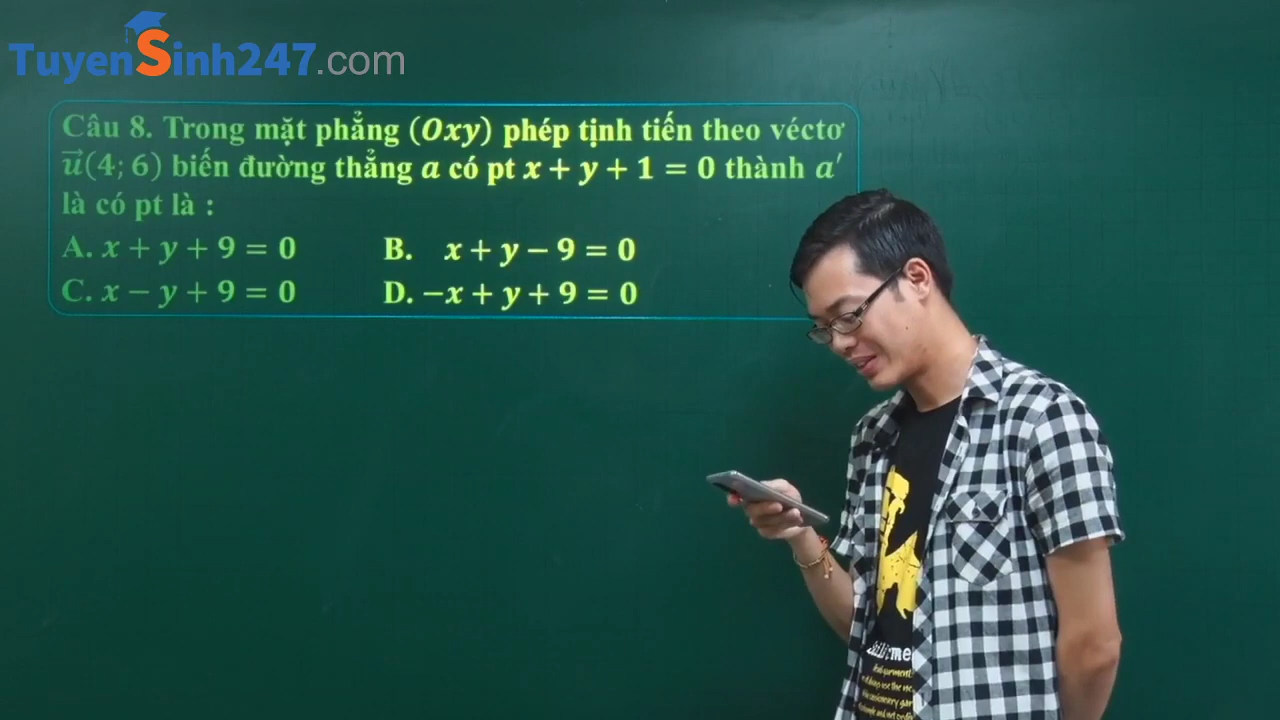 TuyenSinh247.com
Câu 8. Trong mặt phẳng (Oxy) phép tịnh tiến theo véctơ
u⃗(4; 6) biến đường thẳng a có pt x + y + 1 = 0 thành a′
là có pt là :
A. x + y + 9 = 0 B. x + y − 9 = 0
C. x − y + 9 = 0 D. −x + y + 9 = 0